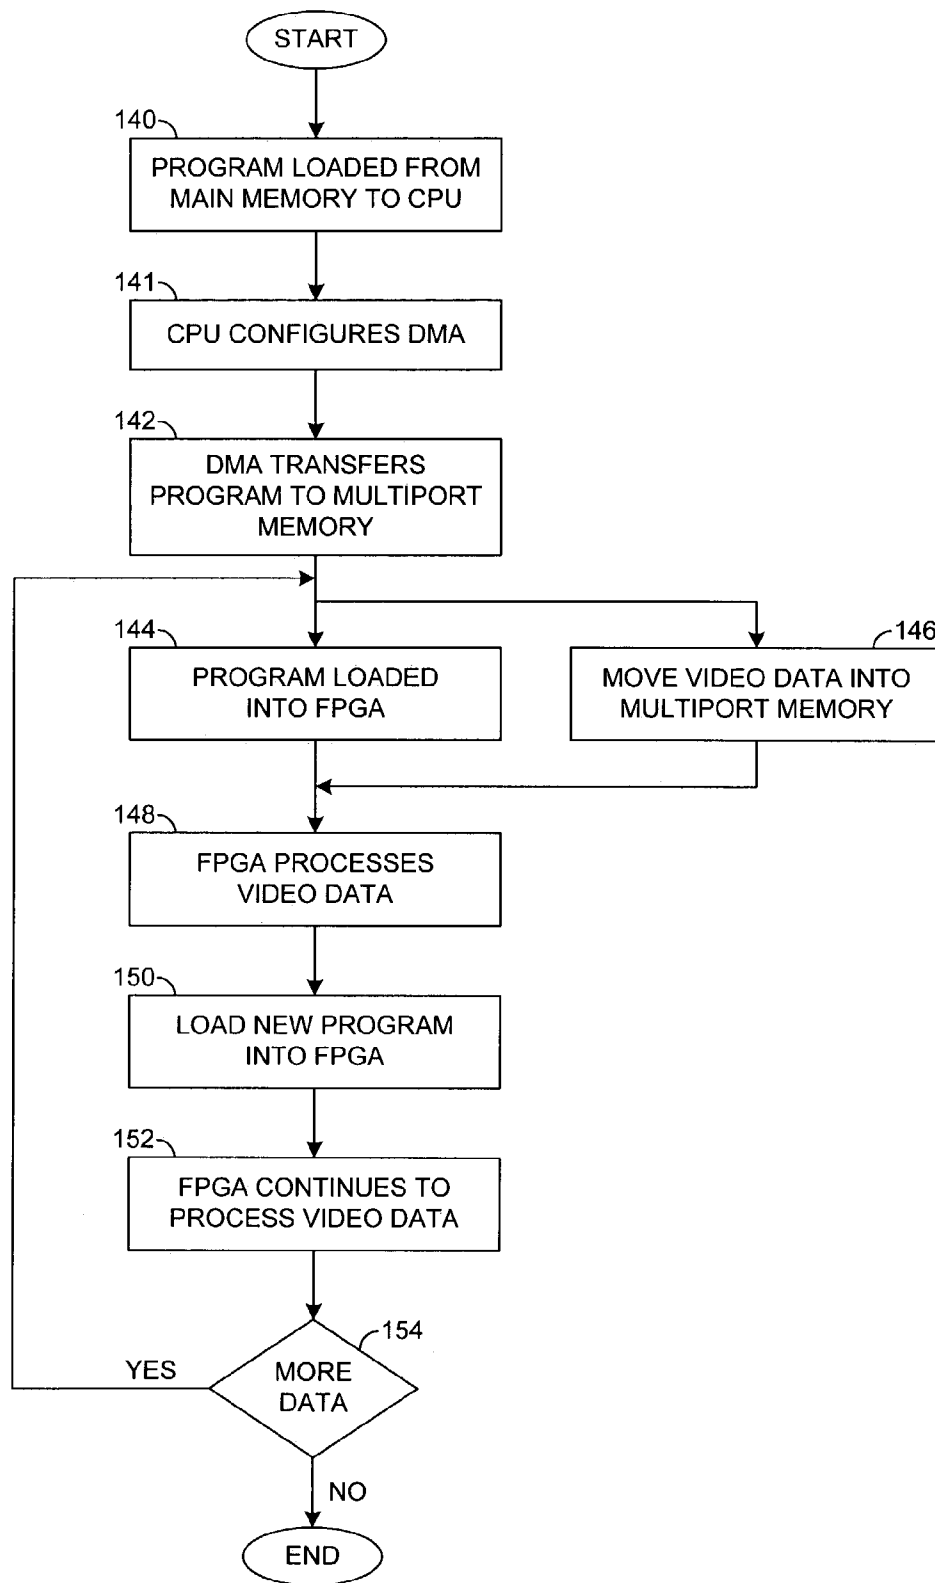 START
140
PROGRAM LOADED FROM
MAIN MEMORY TO CPU
141
CPU CONFIGURES DMA
142
DMA TRANSFERS
PROGRAM TO MULTIPORT
MEMORY
144
PROGRAM LOADED
INTO FPGA
146
MOVE VIDEO DATA INTO
MULTIPORT MEMORY
148
FPGA PROCESSES
VIDEO DATA
150
LOAD NEW PROGRAM
INTO FPGA
152
FPGA CONTINUES TO
PROCESS VIDEO DATA
154
YES
MORE
DATA
NO
END